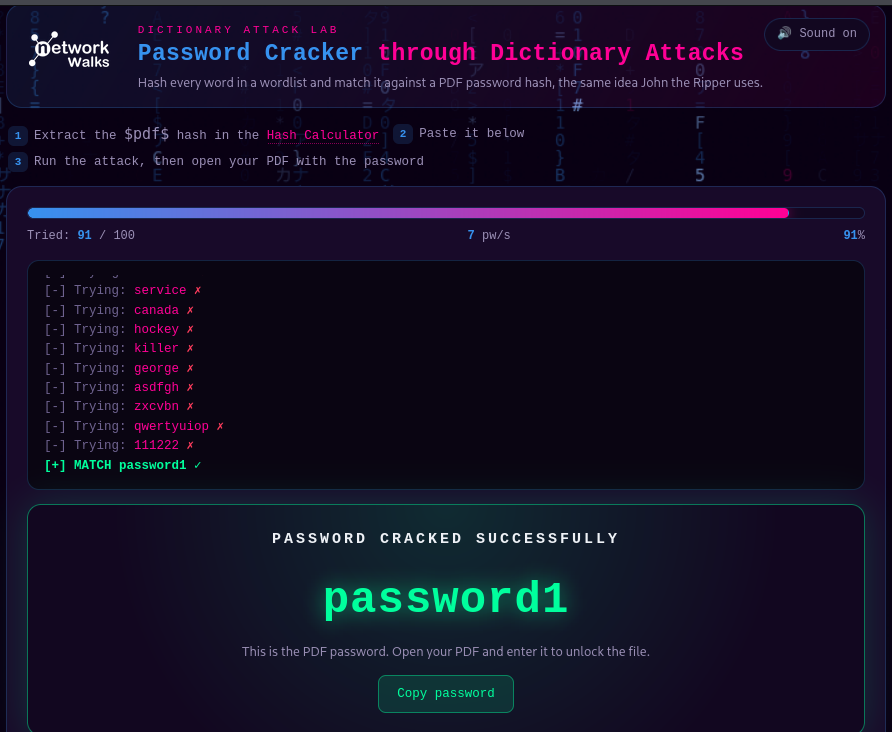 network
Walks
DICTIONARY ATTACK LAB
Password Cracker through Dictionary Attacks
Hash every word in a wordlist and match it against a PDF password hash, the same idea John the Ripper uses.
🔊 Sound on
1 Extract the $pdf$ hash in the Hash Calculator
2 Paste it below
3 Run the attack, then open your PDF with the password
Tried: 91 / 100
7 pw/s
91%
[-] Trying: service ✗
[-] Trying: canada ✗
[-] Trying: hockey ✗
[-] Trying: killer ✗
[-] Trying: george ✗
[-] Trying: asdfgh ✗
[-] Trying: zxcvbn ✗
[-] Trying: qwertyuiop ✗
[-] Trying: 111222 ✗
[+] MATCH password1 ✓
PASSWORD CRACKED SUCCESSFULLY
password1
This is the PDF password. Open your PDF and enter it to unlock the file.
Copy password